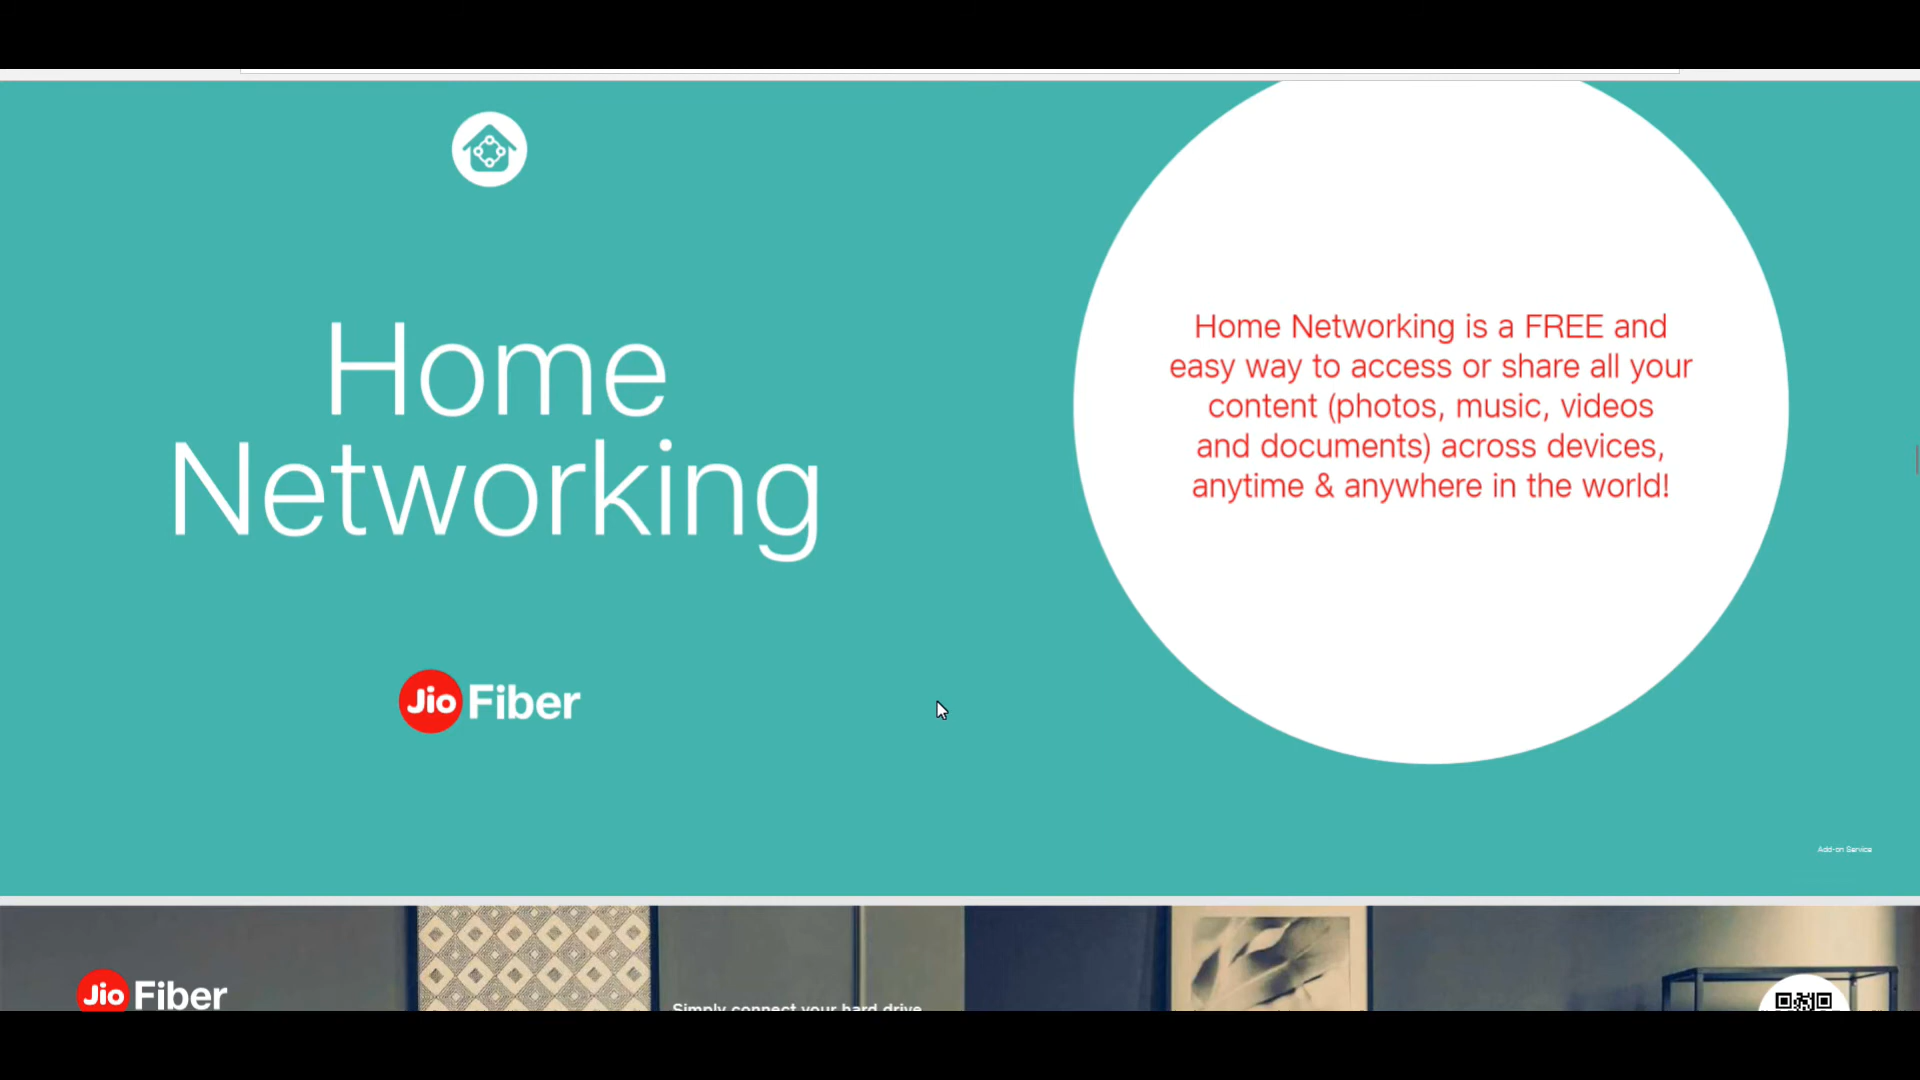 Home
Networking
Jio Fiber
Home Networking is a FREE and
easy way to access or share all your
content (photos, music, videos
and documents) across devices,
anytime & anywhere in the world!
Add-on Service
Jio Fiber
Simply connect your hard drive